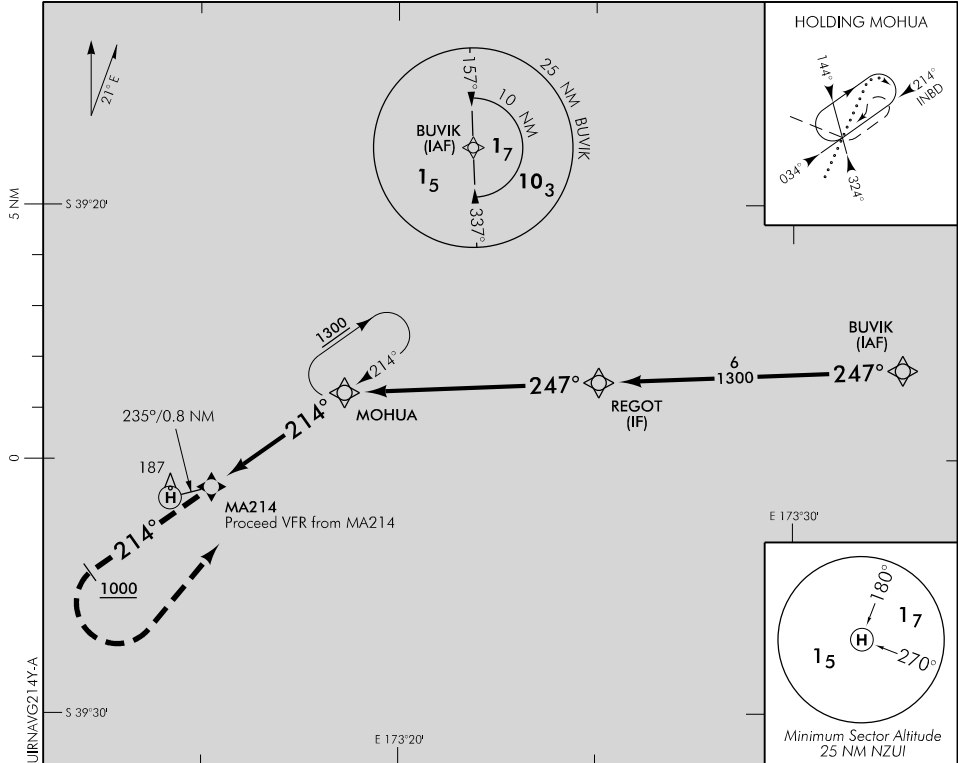 HOLDING MOHUA
144°
214°
INBD
034°
324°
21° E
157°
25 NM BUVIK
10 NM
BUVIK
(IAF)
17
15
103
337°
5 NM
S 39°20'
1300
214°
BUVIK
(IAF)
6
1300
247°
247°
REGOT
(IF)
MOHUA
214°
235°/0.8 NM
0
187
H
MA214
Proceed VFR from MA214
E 173°30'
214°
1000
180°
17
H
15
270°
Minimum Sector Altitude
25 NM NZUI
UIRNAVG214Y-A
S 39°30'
E 173°20'